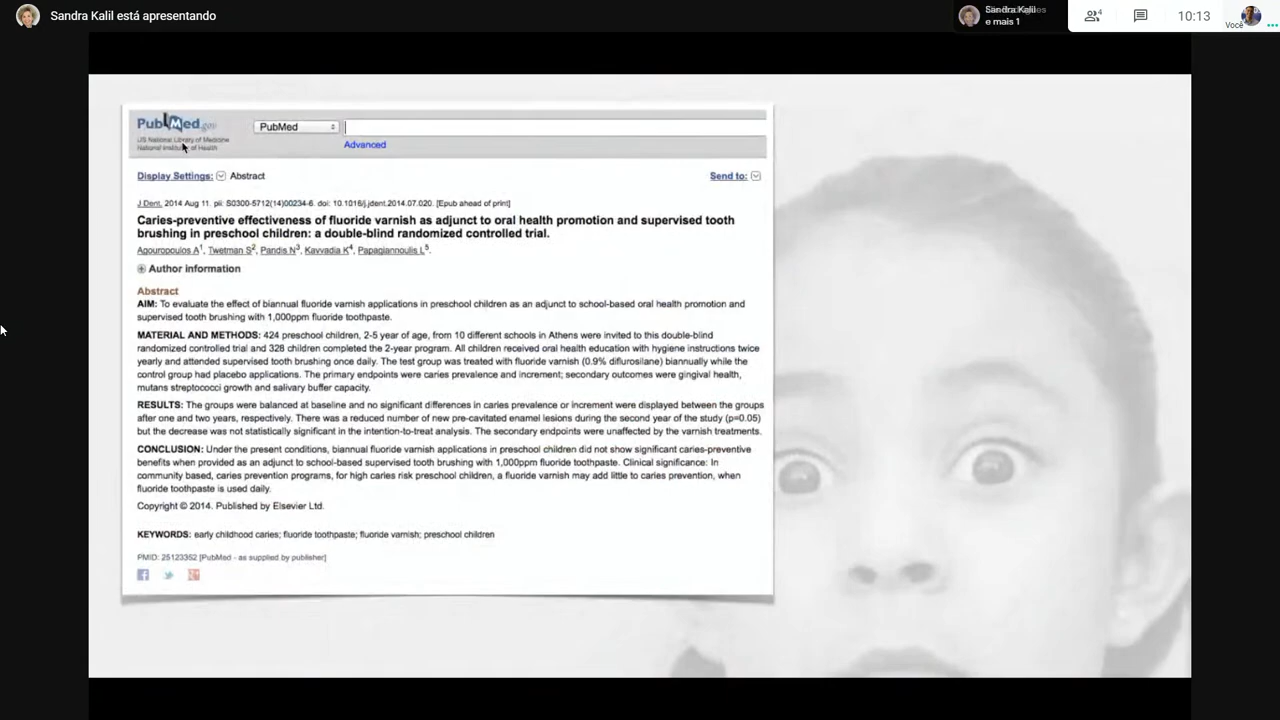 Sandra Kalil está apresentando
Sandra Kalil
e mais 1
4
10:13
Você
PubMed.gov
US National Library of Medicine
National Institutes of Health
PubMed
Advanced
Display Settings: Abstract
Send to:
J Dent. 2014 Aug 11. pii: S0300-5712(14)00234-6. doi: 10.1016/j.jdent.2014.07.020. [Epub ahead of print]
Caries-preventive effectiveness of fluoride varnish as adjunct to oral health promotion and supervised tooth
brushing in preschool children: a double-blind randomized controlled trial.
Agouropoulos A1, Twetman S2, Pandis N3, Kavvadia K4, Papagiannoulis L5.
Author information
Abstract
AIM: To evaluate the effect of biannual fluoride varnish applications in preschool children as an adjunct to school-based oral health promotion and
supervised tooth brushing with 1,000ppm fluoride toothpaste.
MATERIAL AND METHODS: 424 preschool children, 2-5 year of age, from 10 different schools in Athens were invited to this double-blind
randomized controlled trial and 328 children completed the 2-year program. All children received oral health education with hygiene instructions twice
yearly and attended supervised tooth brushing once daily. The test group was treated with fluoride varnish (0.9% diflurosilane) biannually while the
control group had placebo applications. The primary endpoints were caries prevalence and increment; secondary outcomes were gingival health,
mutans streptococci growth and salivary buffer capacity.
RESULTS: The groups were balanced at baseline and no significant differences in caries prevalence or increment were displayed between the groups
after one and two years, respectively. There was a reduced number of new pre-cavitated enamel lesions during the second year of the study (p=0.05)
but the decrease was not statistically significant in the intention-to-treat analysis. The secondary endpoints were unaffected by the varnish treatments.
CONCLUSION: Under the present conditions, biannual fluoride varnish applications in preschool children did not show significant caries-preventive
benefits when provided as an adjunct to school-based supervised tooth brushing with 1,000ppm fluoride toothpaste. Clinical significance: In
community based, caries prevention programs, for high caries risk preschool children, a fluoride varnish may add little to caries prevention, when
fluoride toothpaste is used daily.
Copyright © 2014. Published by Elsevier Ltd.
KEYWORDS: early childhood caries; fluoride toothpaste; fluoride varnish; preschool children
PMID: 25123352 [PubMed - as supplied by publisher]